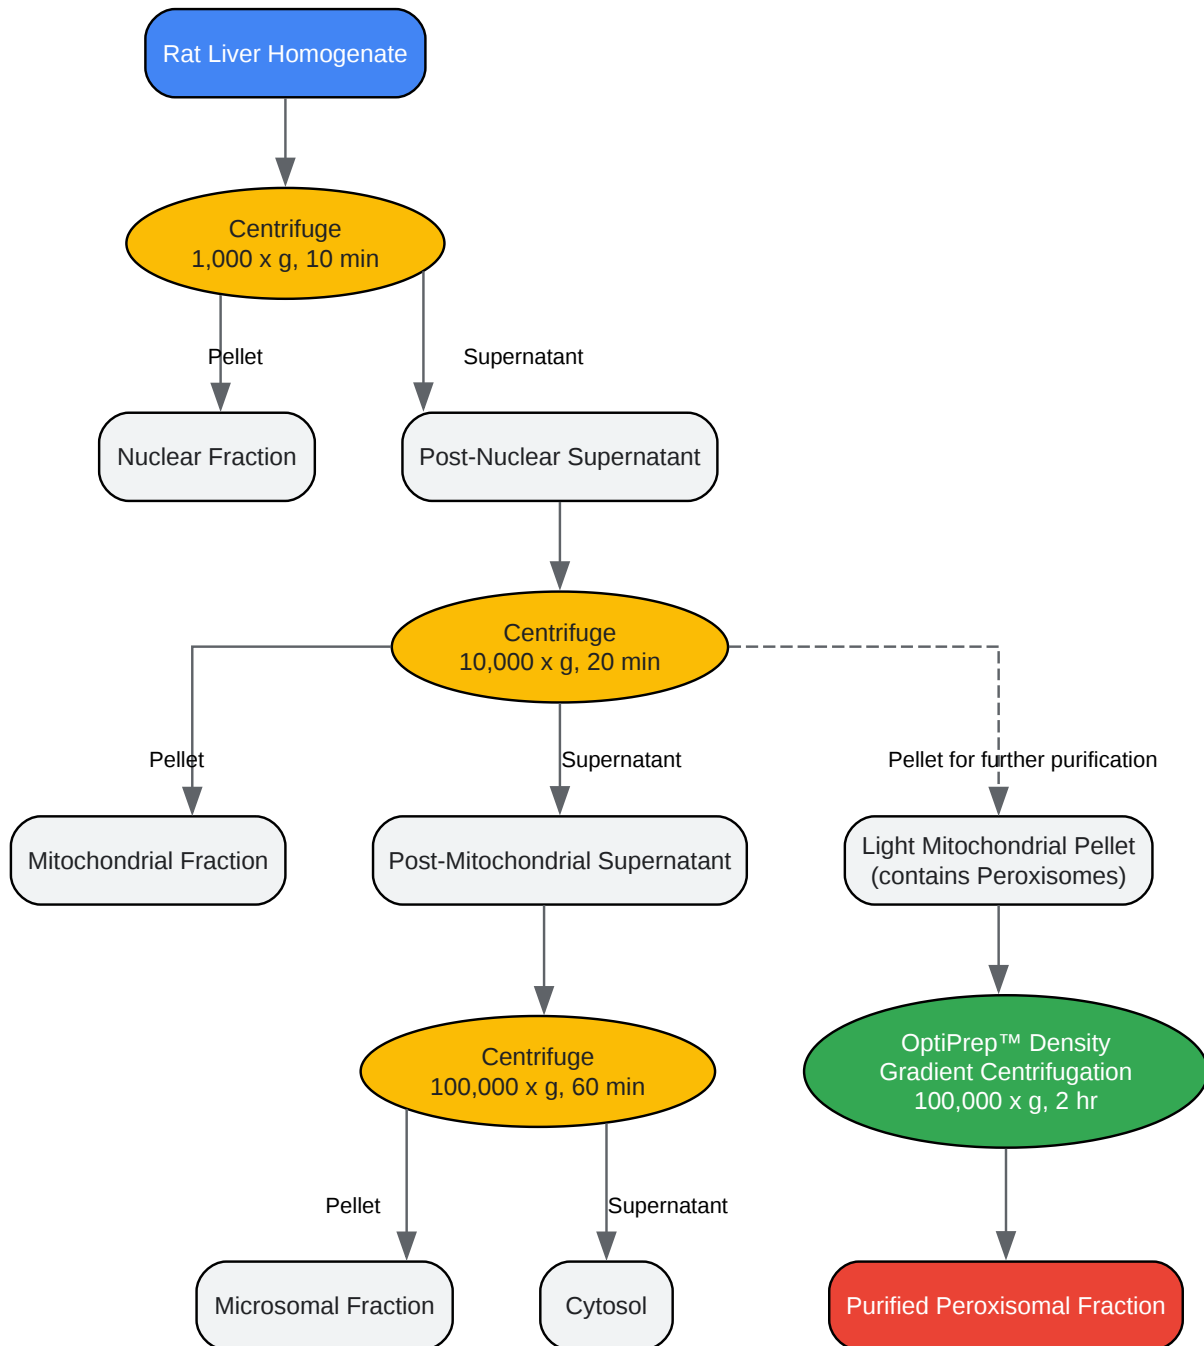 Rat Liver Homogenate
Centrifuge
1,000 x g, 10 min
Pellet
Supernatant
Nuclear Fraction
Post-Nuclear Supernatant
Centrifuge
10,000 x g, 20 min
Pellet
Supernatant
Pellet for further purification
Mitochondrial Fraction
Post-Mitochondrial Supernatant
Light Mitochondrial Pellet
(contains Peroxisomes)
Centrifuge
100,000 x g, 60 min
OptiPrep™ Density
Gradient Centrifugation
100,000 x g, 2 hr
Pellet
Supernatant
Microsomal Fraction
Cytosol
Purified Peroxisomal Fraction